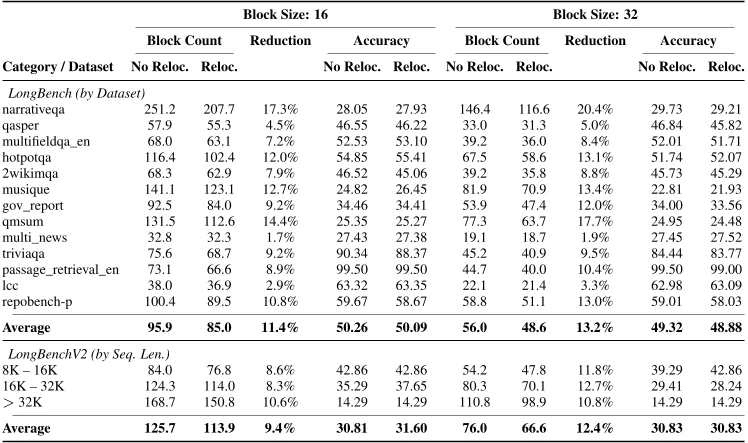 Block Size: 16 Block Size: 32
Block Count Reduction Accuracy Block Count Reduction Accuracy
Category / Dataset No Reloc. Reloc. No Reloc. Reloc. No Reloc. Reloc. No Reloc. Reloc.
LongBench (by Dataset)
narrativeqa 251.2 207.7 17.3% 28.05 27.93 146.4 116.6 20.4% 29.73 29.21
qasper 57.9 55.3 4.5% 46.55 46.22 33.0 31.3 5.0% 46.84 45.82
multifieldqa_en 68.0 63.1 7.2% 52.53 53.10 39.2 36.0 8.4% 52.01 51.71
hotpotqa 116.4 102.4 12.0% 54.85 55.41 67.5 58.6 13.1% 51.74 52.07
2wikimqa 68.3 62.9 7.9% 46.52 45.06 39.2 35.8 8.8% 45.73 45.29
musique 141.1 123.1 12.7% 24.82 26.45 81.9 70.9 13.4% 22.81 21.93
gov_report 92.5 84.0 9.2% 34.46 34.41 53.9 47.4 12.0% 34.00 33.56
qmsum 131.5 112.6 14.4% 25.35 25.27 77.3 63.7 17.7% 24.95 24.48
multi_news 32.8 32.3 1.7% 27.43 27.38 19.1 18.7 1.9% 27.45 27.52
triviaqa 75.6 68.7 9.2% 90.34 88.37 45.2 40.9 9.5% 84.44 83.77
passage_retrieval_en 73.1 66.6 8.9% 99.50 99.50 44.7 40.0 10.4% 99.50 99.00
lcc 38.0 36.9 2.9% 63.32 63.35 22.1 21.4 3.3% 62.98 63.09
repobench-p 100.4 89.5 10.8% 59.67 58.67 58.8 51.1 13.0% 59.01 58.03
Average 95.9 85.0 11.4% 50.26 50.09 56.0 48.6 13.2% 49.32 48.88
LongBenchV2 (by Seq. Len.)
8K – 16K 84.0 76.8 8.6% 42.86 42.86 54.2 47.8 11.8% 39.29 42.86
16K – 32K 124.3 114.0 8.3% 35.29 37.65 80.3 70.1 12.7% 29.41 28.24
> 32K 168.7 150.8 10.6% 14.29 14.29 110.8 98.9 10.8% 14.29 14.29
Average 125.7 113.9 9.4% 30.81 31.60 76.0 66.6 12.4% 30.83 30.83